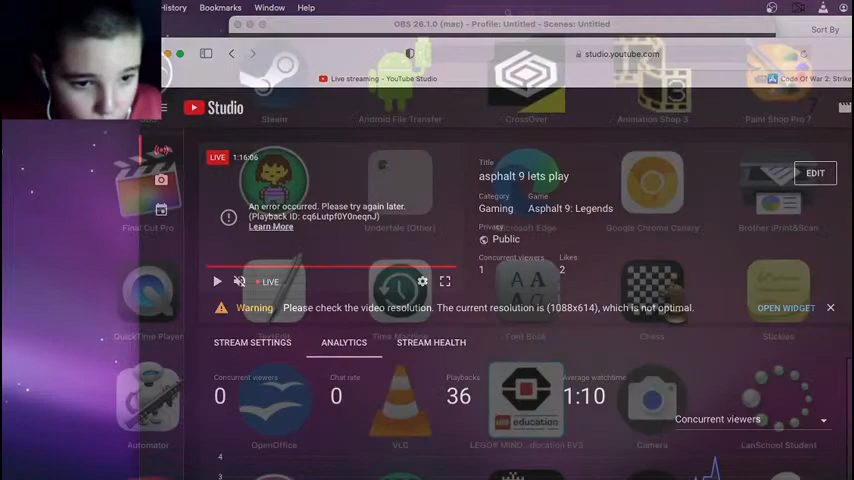 History Bookmarks Window Help
OBS 26.1.0 (mac) - Profile: Untitled - Scenes: Untitled
Sort By
studio.youtube.com
Live streaming - YouTube Studio
Code Of War 2: Strike
Studio
Steam
Android File Transfer
CrossOver
Animation Shop 3
Paint Shop Pro 7
3
7
LIVE 1:16:06
An error occurred. Please try again later.
(Playback ID: cq6Lutpf0Y0neqnJ)
Learn More
LIVE
Title
asphalt 9 lets play
EDIT
Category
Gaming
Game
Asphalt 9: Legends
Privacy
Public
Concurrent viewers
1
Likes
2
Final Cut Pro
Undertale (Other)
Microsoft Edge
Google Chrome Canary
Brother iPrint&Scan
Warning Please check the video resolution. The current resolution is (1088x614), which is not optimal.
OPEN WIDGET
QuickTime Player
TextEdit
Time Machine
Font Book
Chess
Stickies
STREAM SETTINGS
ANALYTICS
STREAM HEALTH
Concurrent viewers
0
Chat rate
0
Playbacks
36
Average watchtime
1:10
Concurrent viewers
education
Automator
OpenOffice
VLC
Camera
LanSchool Student
4
3